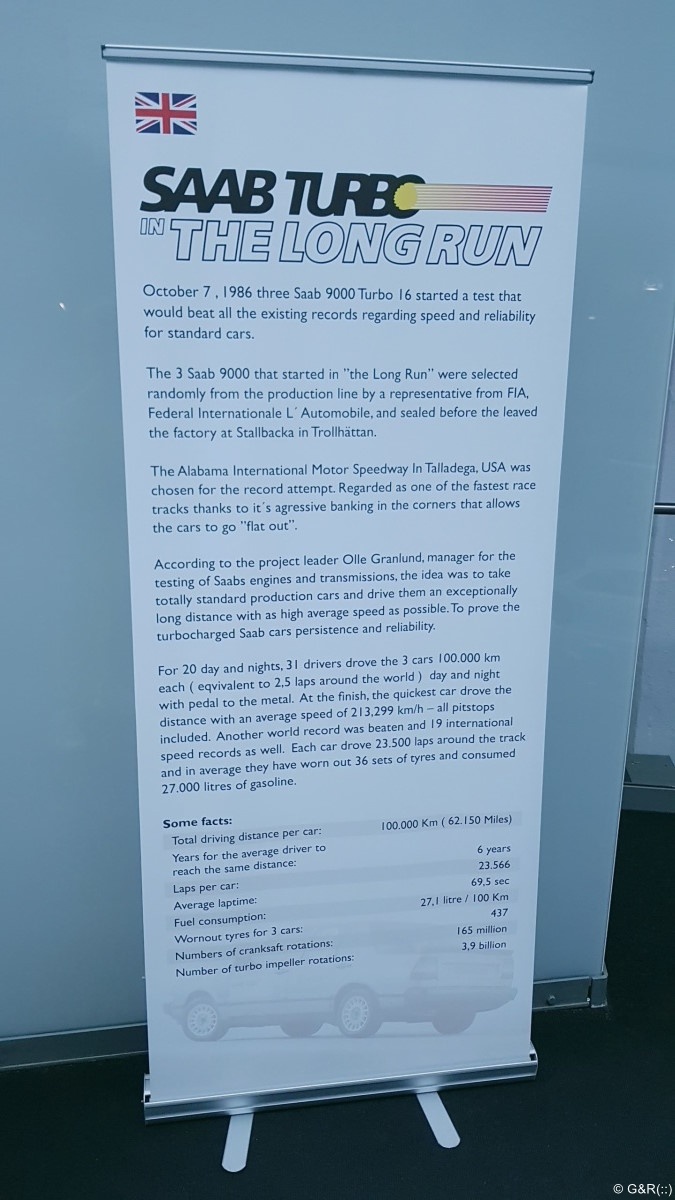 SAAB TURBO
IN THE LONG RUN
October 7 , 1986 three Saab 9000 Turbo 16 started a test that
would beat all the existing records regarding speed and reliability
for standard cars.
The 3 Saab 9000 that started in "the Long Run" were selected
randomly from the production line by a representative from FIA,
Federal Internationale L´ Automobile, and sealed before the leaved
the factory at Stallbacka in Trollhättan.
The Alabama International Motor Speedway In Talladega, USA was
chosen for the record attempt. Regarded as one of the fastest race
tracks thanks to it´s agressive banking in the corners that allows
the cars to go "flat out".
According to the project leader Olle Granlund, manager for the
testing of Saabs engines and transmissions, the idea was to take
totally standard production cars and drive them an exceptionally
long distance with as high average speed as possible. To prove the
turbocharged Saab cars persistence and reliability.
For 20 day and nights, 31 drivers drove the 3 cars 100.000 km
each ( eqvivalent to 2,5 laps around the world ) day and night
with pedal to the metal. At the finish, the quickest car drove the
distance with an average speed of 213,299 km/h – all pitstops
included. Another world record was beaten and 19 international
speed records as well. Each car drove 23.500 laps around the track
and in average they have worn out 36 sets of tyres and consumed
27.000 litres of gasoline.
Some facts:
Total driving distance per car: 100.000 Km ( 62.150 Miles)
Years for the average driver to
reach the same distance: 6 years
Laps per car: 23.566
Average laptime: 69,5 sec
Fuel consumption: 27,1 litre / 100 Km
Wornout tyres for 3 cars: 437
Numbers of cranksaft rotations: 165 million
Number of turbo impeller rotations: 3,9 billion
© G&R(::)